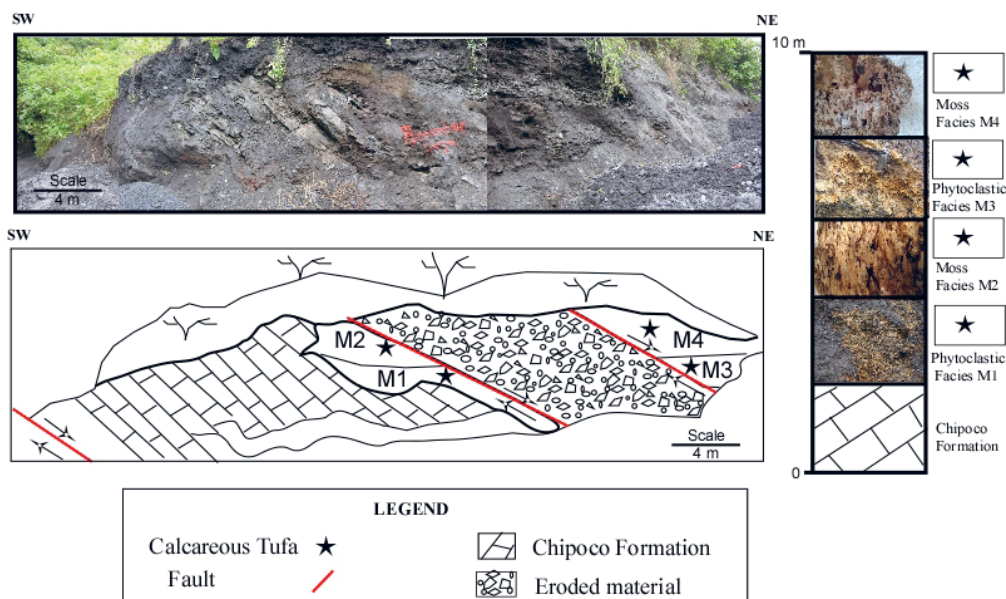 SW
NE
Scale
4 m
SW
NE
M2
M1
M4
M3
Scale
4 m
10 m
Moss
Facies M4
Phytoclastic
Facies M3
Moss
Facies M2
Phytoclastic
Facies M1
Chipoco
Formation
0
LEGEND
Calcareous Tufa
Chipoco Formation
Fault
Eroded material